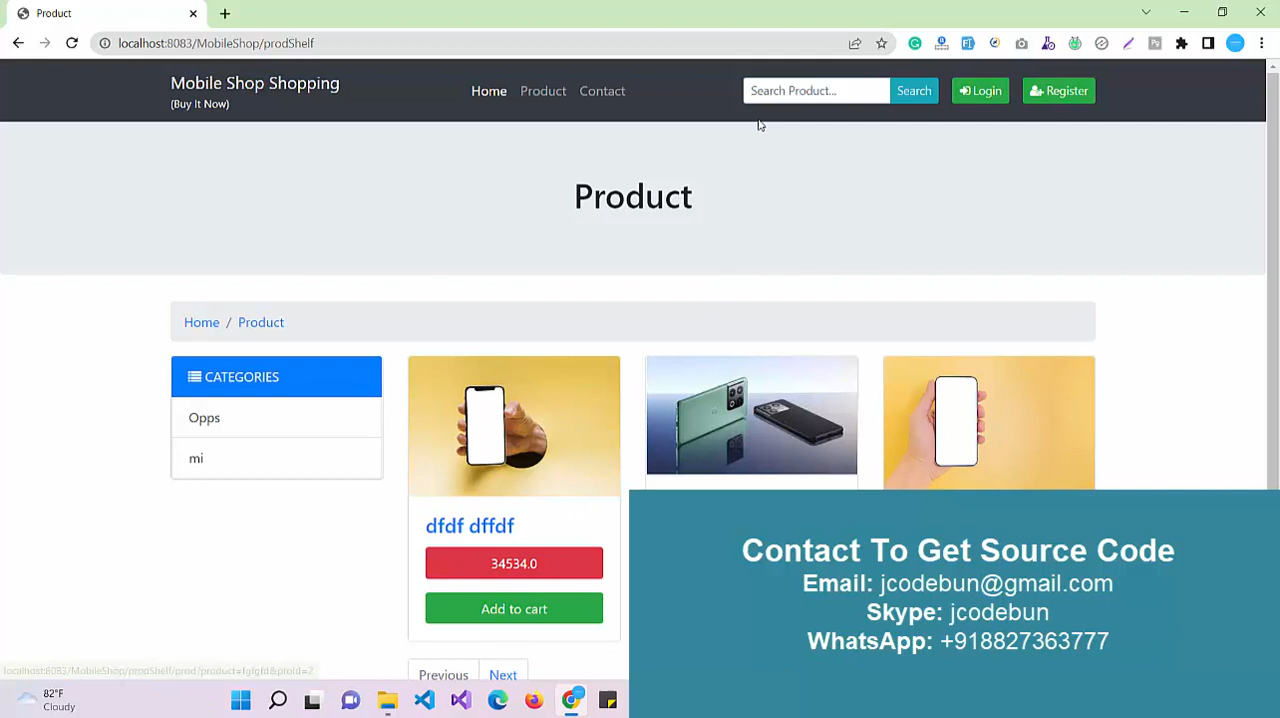 Product
localhost:8083/MobileShop/prodShelf
Mobile Shop Shopping
(Buy It Now)
Home
Product
Contact
Search Product...
Search
Login
Register
Product
Home / Product
CATEGORIES
Opps
mi
dfdf dffdf
34534.0
Add to cart
Previous
Next
Contact To Get Source Code
Email: jcodebun@gmail.com
Skype: jcodebun
WhatsApp: +918827363777
82°F
Cloudy